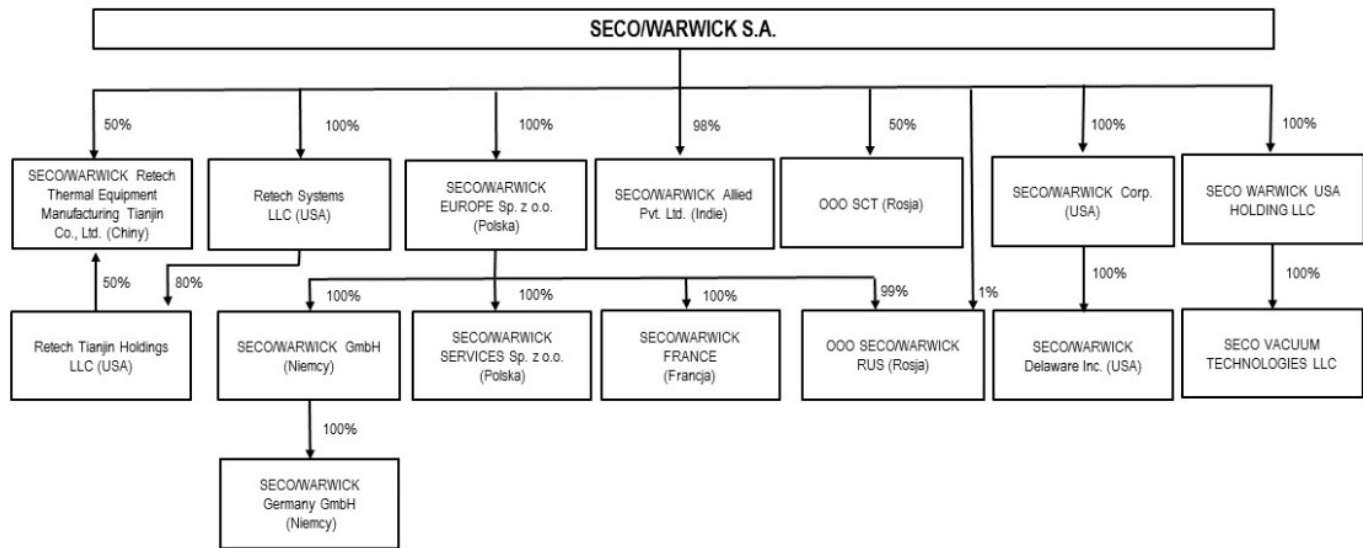 SECO/WARWICK S.A.
50%
100%
100%
98%
50%
100%
100%
SECO/WARWICK Retech
Thermal Equipment
Manufacturing Tianjin
Co., Ltd. (Chiny)
Retech Systems
LLC (USA)
SECO/WARWICK
EUROPE Sp. z o.o.
(Polska)
SECO/WARWICK Allied
Pvt. Ltd. (Indie)
OOO SCT (Rosja)
SECO/WARWICK Corp.
(USA)
SECO WARWICK USA
HOLDING LLC
50%
80%
100%
100%
100%
99%
1%
100%
100%
Retech Tianjin Holdings
LLC (USA)
SECO/WARWICK GmbH
(Niemcy)
SECO/WARWICK
SERVICES Sp. z o.o.
(Polska)
SECO/WARWICK
FRANCE
(Francja)
OOO SECO/WARWICK
RUS (Rosja)
SECO/WARWICK
Delaware Inc. (USA)
SECO VACUUM
TECHNOLOGIES LLC
100%
SECO/WARWICK
Germany GmbH
(Niemcy)